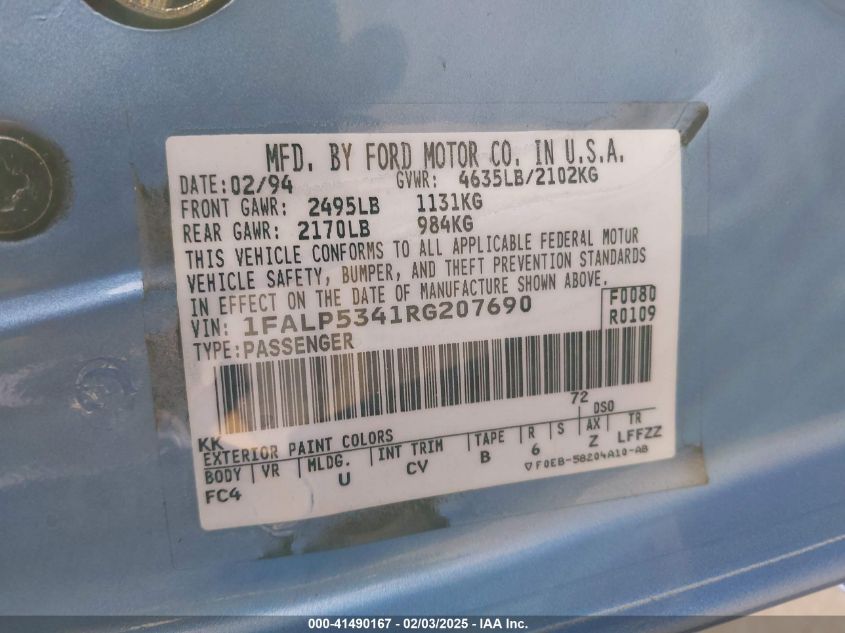 MFD. BY FORD MOTOR CO. IN U.S.A.
DATE: 02/94 GVWR: 4635LB/2102KG
FRONT GAWR: 2495LB 1131KG
REAR GAWR: 2170LB 984KG
THIS VEHICLE CONFORMS TO ALL APPLICABLE FEDERAL MOTOR
VEHICLE SAFETY, BUMPER, AND THEFT PREVENTION STANDARDS
IN EFFECT ON THE DATE OF MANUFACTURE SHOWN ABOVE.
VIN: 1FALP5341RG207690 F0080
TYPE: PASSENGER R0109
72
KK DSO
EXTERIOR PAINT COLORS
BODY VR MLDG. INT TRIM TAPE R S AX TR
FC4 U CV B 6 Z LFFZZ
F0EB-5B204A10-AB
000-41490167 - 02/03/2025 - IAA Inc.